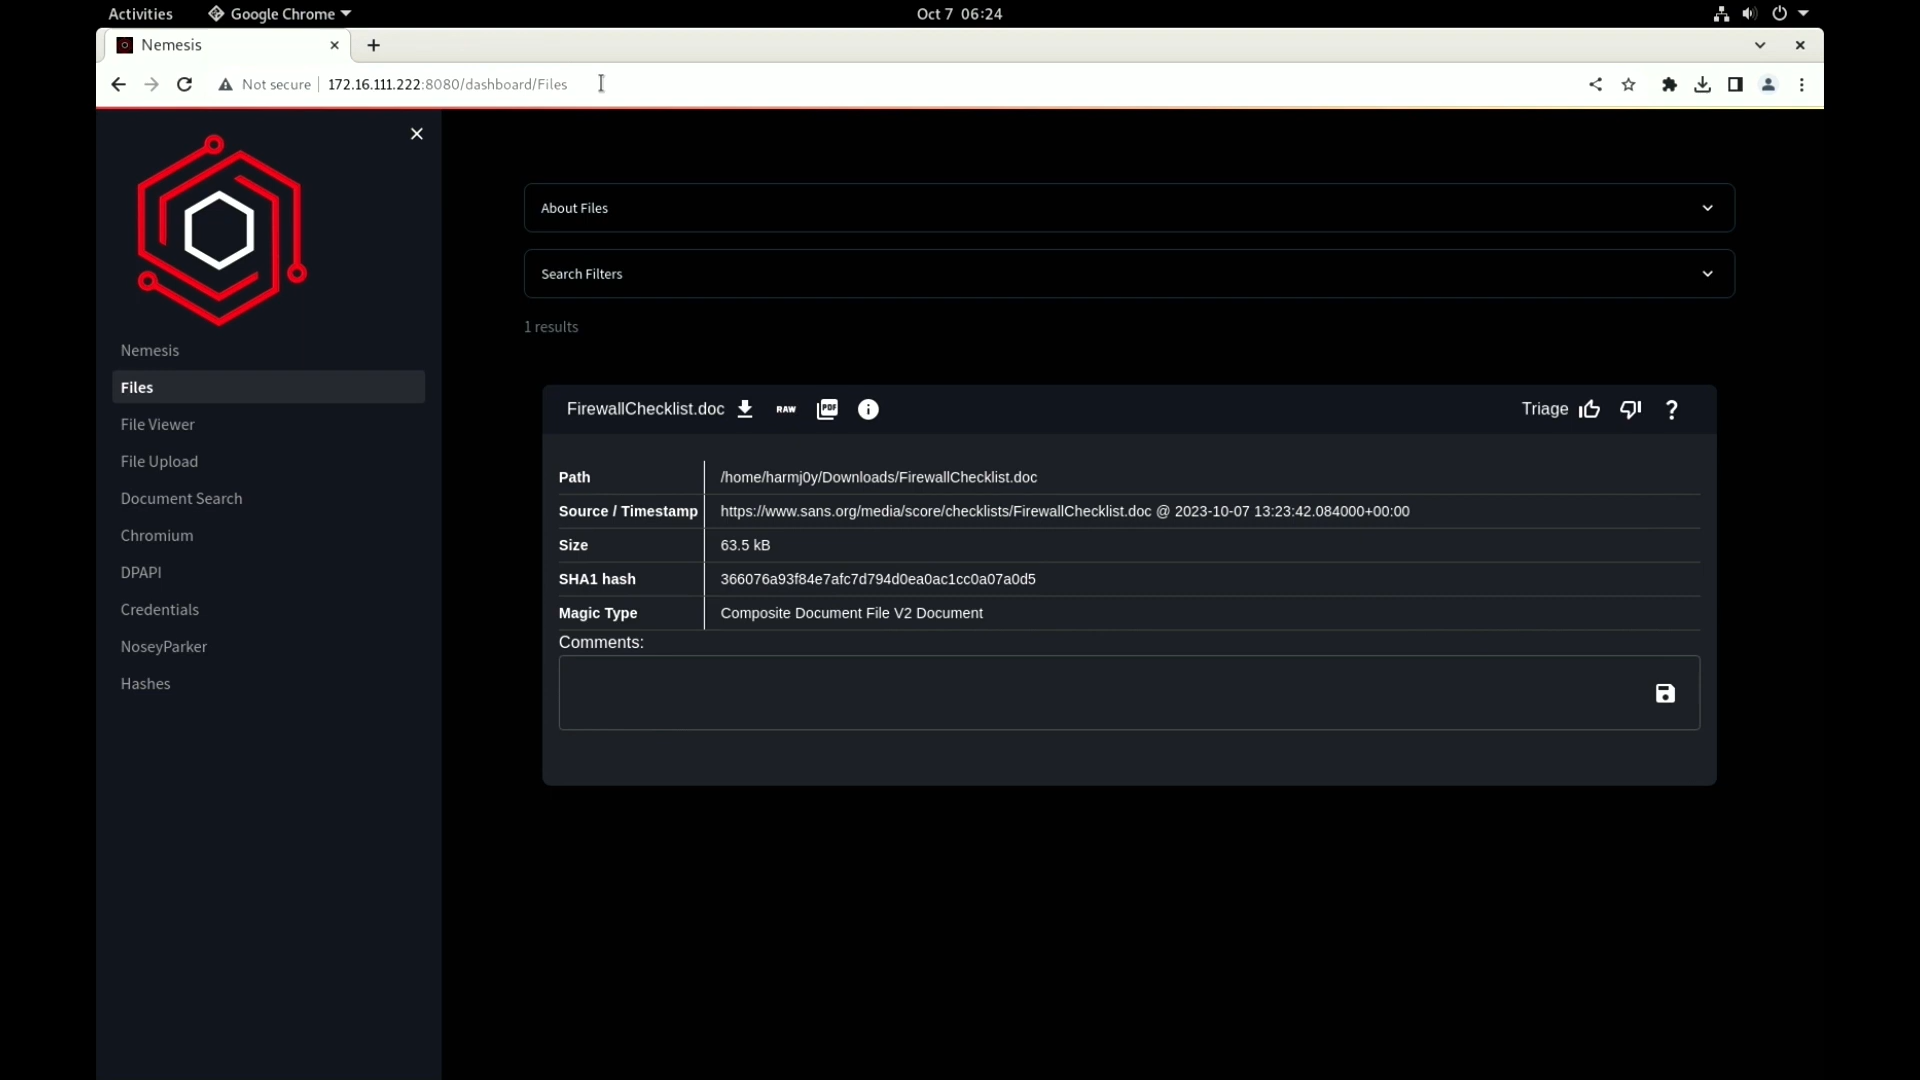 Activities Google Chrome Oct 7 06:24
Nemesis
Not secure 172.16.111.222:8080/dashboard/Files
Nemesis
Files
File Viewer
File Upload
Document Search
Chromium
DPAPI
Credentials
NoseyParker
Hashes
About Files
Search Filters
1 results
FirewallChecklist.doc RAW PDF Triage ?
Path /home/harmj0y/Downloads/FirewallChecklist.doc
Source / Timestamp https://www.sans.org/media/score/checklists/FirewallChecklist.doc @ 2023-10-07 13:23:42.084000+00:00
Size 63.5 kB
SHA1 hash 366076a93f84e7afc7d794d0ea0ac1cc0a07a0d5
Magic Type Composite Document File V2 Document
Comments: